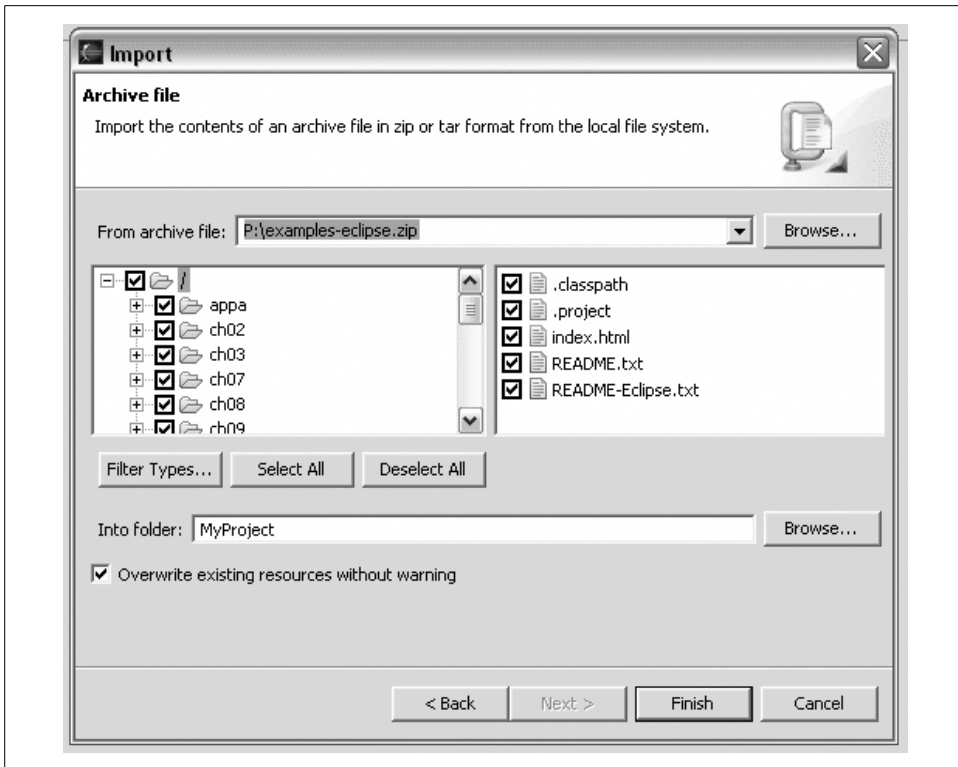 Import
Archive file
Import the contents of an archive file in zip or tar format from the local file system.
From archive file: P:\examples-eclipse.zip Browse...
/
appa
ch02
ch03
ch07
ch08
ch09
.classpath
.project
index.html
README.txt
README-Eclipse.txt
Filter Types... Select All Deselect All
Into folder: MyProject Browse...
Overwrite existing resources without warning
< Back Next > Finish Cancel